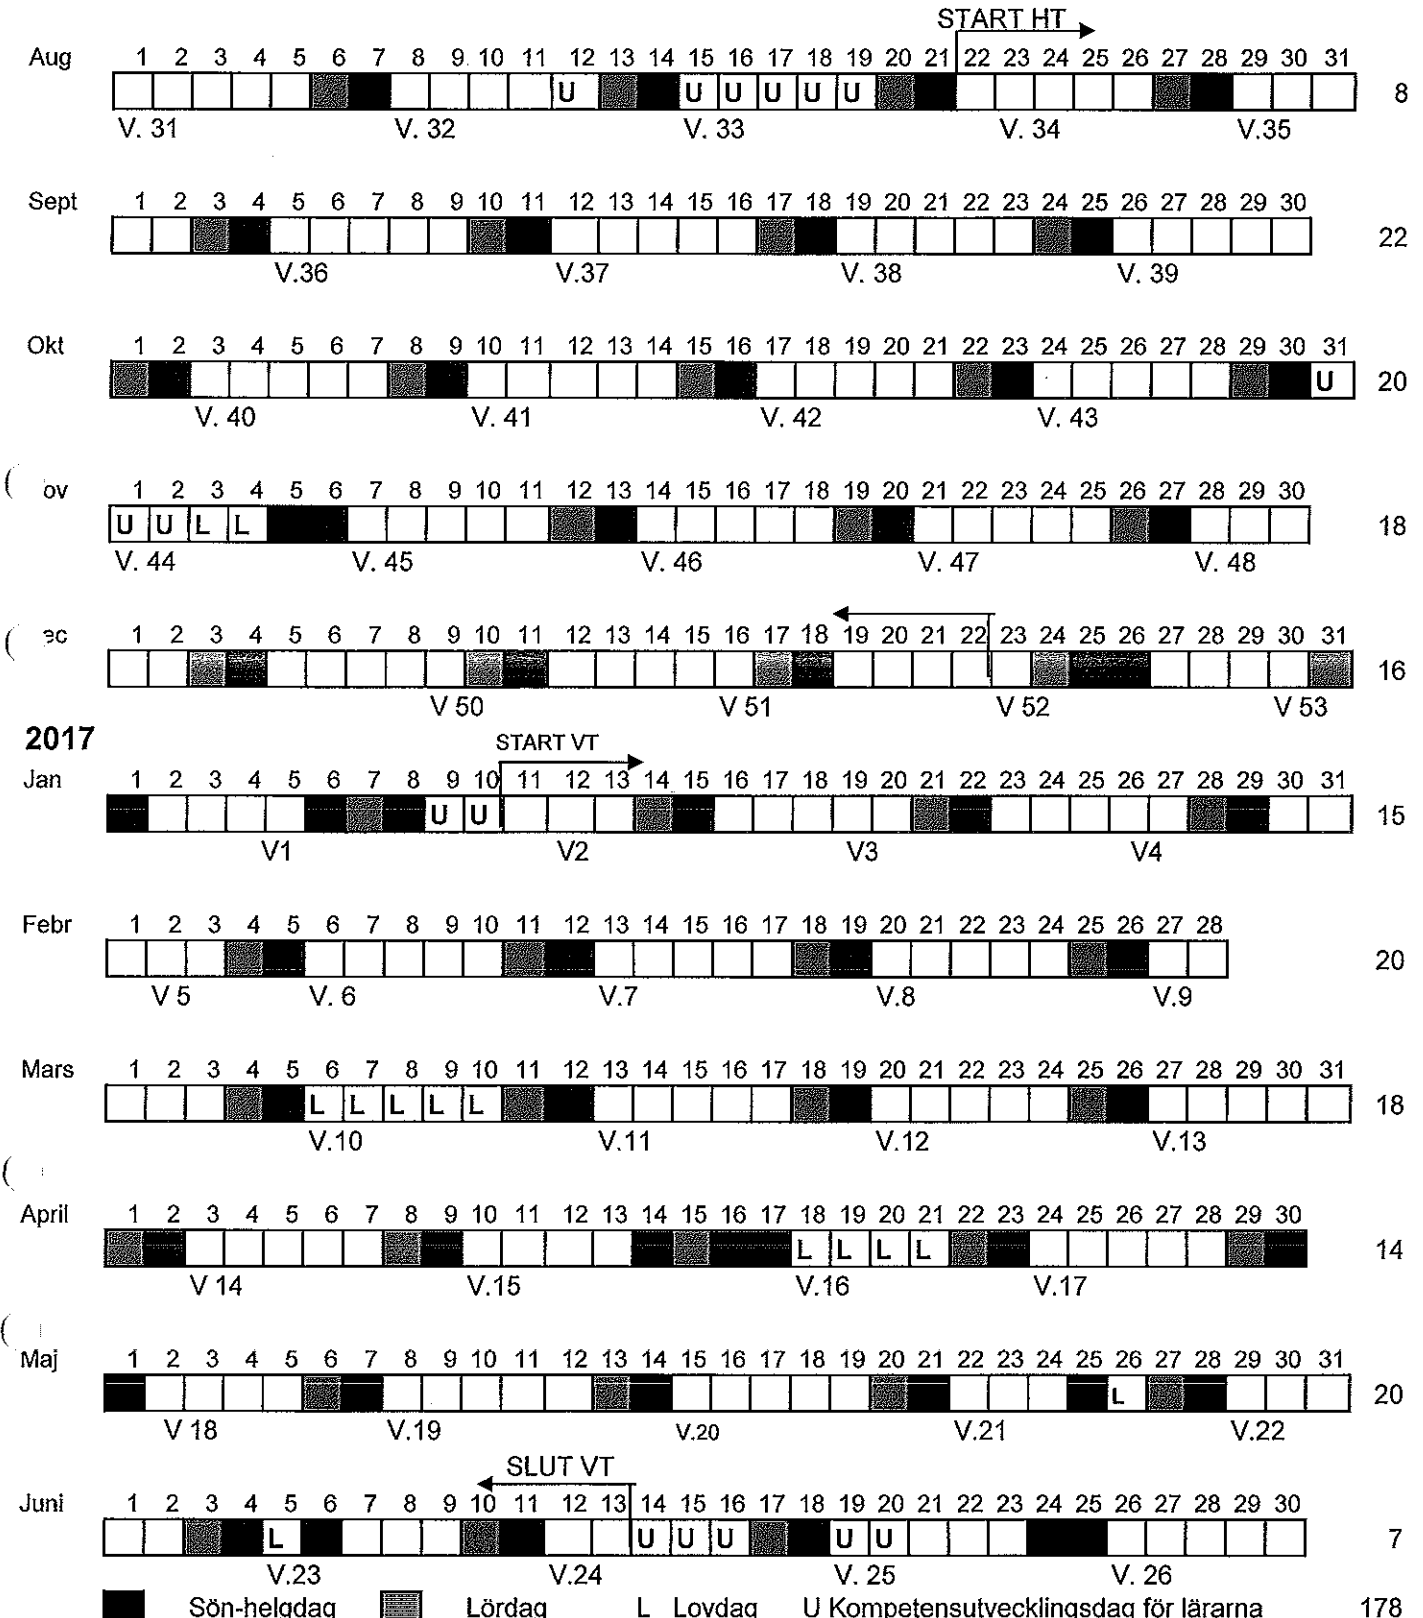 START HT
Aug 1 2 3 4 5 6 7 8 9 10 11 12 13 14 15 16 17 18 19 20 21 22 23 24 25 26 27 28 29 30 31
U U U U U U 8
V. 31 V. 32 V. 33 V. 34 V.35
Sept 1 2 3 4 5 6 7 8 9 10 11 12 13 14 15 16 17 18 19 20 21 22 23 24 25 26 27 28 29 30
22
V.36 V.37 V.38 V. 39
Okt 1 2 3 4 5 6 7 8 9 10 11 12 13 14 15 16 17 18 19 20 21 22 23 24 25 26 27 28 29 30 31
U 20
V. 40 V. 41 V. 42 V. 43
ov 1 2 3 4 5 6 7 8 9 10 11 12 13 14 15 16 17 18 19 20 21 22 23 24 25 26 27 28 29 30
U U L L 18
V. 44 V. 45 V. 46 V. 47 V. 48
ec 1 2 3 4 5 6 7 8 9 10 11 12 13 14 15 16 17 18 19 20 21 22 23 24 25 26 27 28 29 30 31
16
V 50 V 51 V 52 V 53
2017
START VT
Jan 1 2 3 4 5 6 7 8 9 10 11 12 13 14 15 16 17 18 19 20 21 22 23 24 25 26 27 28 29 30 31
U U 15
V1 V2 V3 V4
Febr 1 2 3 4 5 6 7 8 9 10 11 12 13 14 15 16 17 18 19 20 21 22 23 24 25 26 27 28
20
V 5 V. 6 V.7 V.8 V.9
Mars 1 2 3 4 5 6 7 8 9 10 11 12 13 14 15 16 17 18 19 20 21 22 23 24 25 26 27 28 29 30 31
L L L L L 18
V.10 V.11 V.12 V.13
April 1 2 3 4 5 6 7 8 9 10 11 12 13 14 15 16 17 18 19 20 21 22 23 24 25 26 27 28 29 30
L L L L 14
V 14 V.15 V.16 V.17
Maj 1 2 3 4 5 6 7 8 9 10 11 12 13 14 15 16 17 18 19 20 21 22 23 24 25 26 27 28 29 30 31
L 20
V 18 V.19 V.20 V.21 V.22
SLUT VT
Juni 1 2 3 4 5 6 7 8 9 10 11 12 13 14 15 16 17 18 19 20 21 22 23 24 25 26 27 28 29 30
L U U U U U 7
V.23 V.24 V. 25 V. 26
Sön-helgdag Lördag L Lovdag U Kompetensutvecklingsdag för lärarna 178